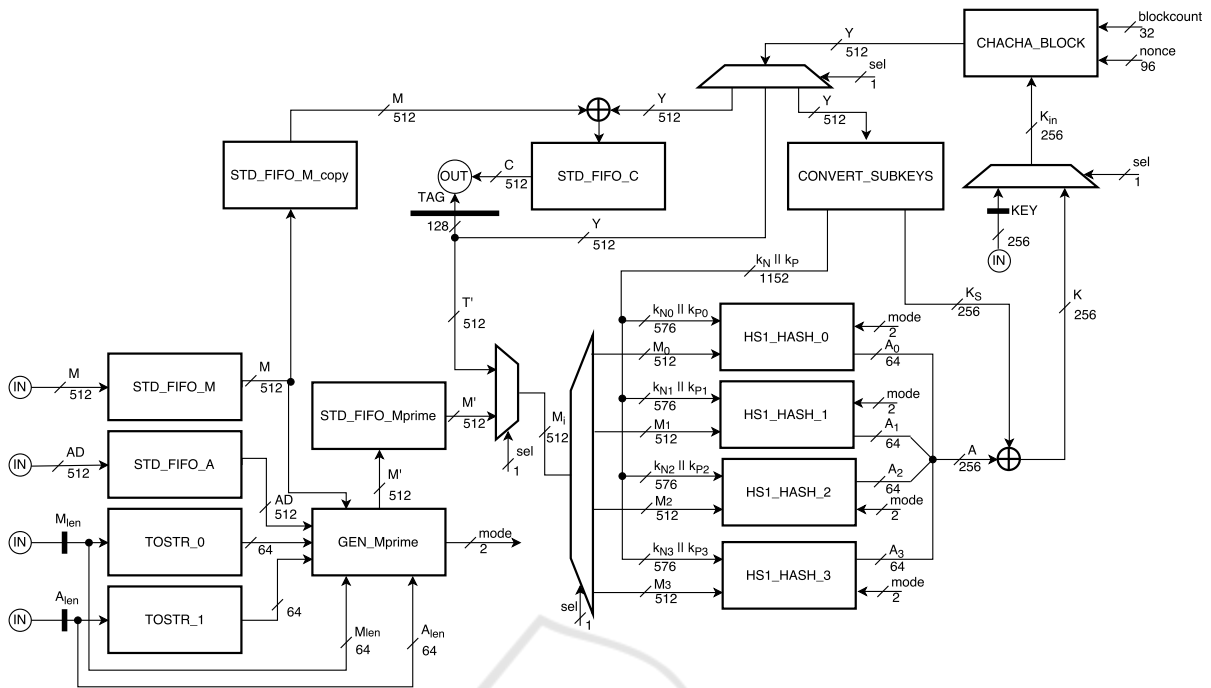 blockcount
32
CHACHA_BLOCK
nonce
96
Y
512
sel
1
M
512
Y
512
Y
512
K_in
256
STD_FIFO_M_copy
OUT
C
512
STD_FIFO_C
CONVERT_SUBKEYS
sel
1
TAG
128
Y
512
KEY
256
IN
k_N || k_P
1152
T'
512
K_S
256
K
k_N0 || k_P0
576
M_0
512
HS1_HASH_0
mode
2
A_0
64
IN
M
512
STD_FIFO_M
M
512
STD_FIFO_Mprime
M'
512
sel
1
M_i
512
k_N1 || k_P1
576
M_1
512
HS1_HASH_1
mode
2
A_1
64
IN
AD
512
STD_FIFO_A
AD
512
M'
512
k_N2 || k_P2
576
M_2
512
HS1_HASH_2
A_2
64
mode
2
A
256
IN
M_len
TOSTR_0
64
GEN_Mprime
mode
2
k_N3 || k_P3
576
M_3
512
HS1_HASH_3
A_3
64
mode
2
IN
A_len
TOSTR_1
64
M_len
64
A_len
64
sel
1